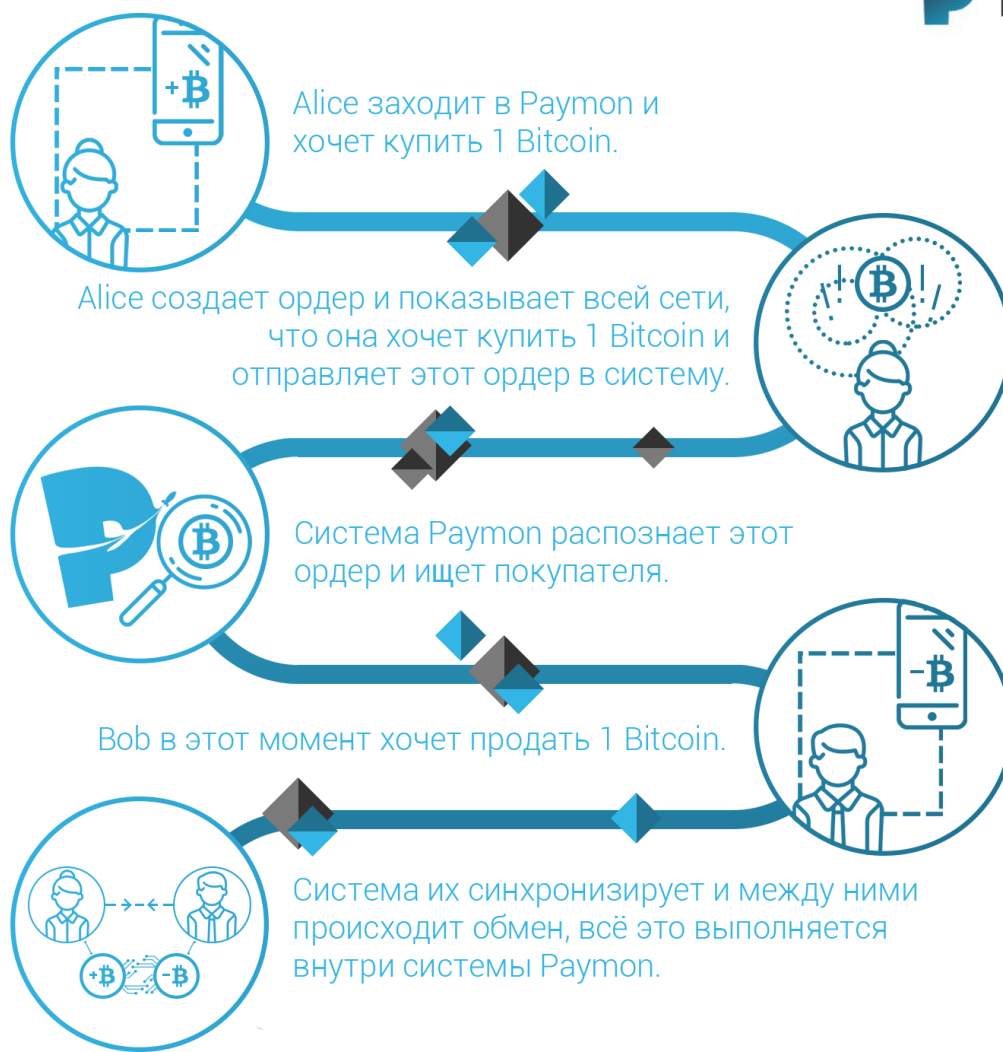 Alice заходит в Paymon и
хочет купить 1 Bitcoin.
Alice создает ордер и показывает всей сети,
что она хочет купить 1 Bitcoin и
отправляет этот ордер в систему.
Система Paymon распознает этот
ордер и ищет покупателя.
Bob в этот момент хочет продать 1 Bitcoin.
Система их синхронизирует и между ними
происходит обмен, всё это выполняется
внутри системы Paymon.